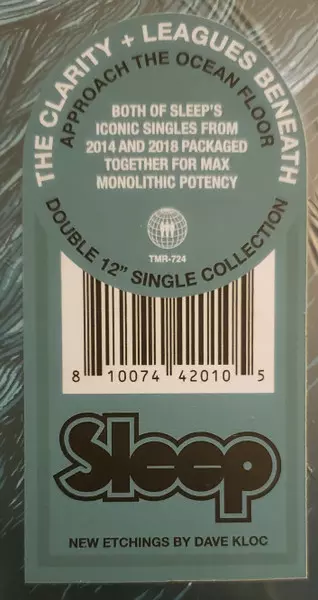 THE CLARITY + LEAGUES BENEATH
APPROACH THE OCEAN FLOOR
BOTH OF SLEEP'S
ICONIC SINGLES FROM
2014 AND 2018 PACKAGED
TOGETHER FOR MAX
MONOLITHIC POTENCY
TMR-724
DOUBLE 12" SINGLE COLLECTION
8 10074 42010 5
Sleep
NEW ETCHINGS BY DAVE KLOC